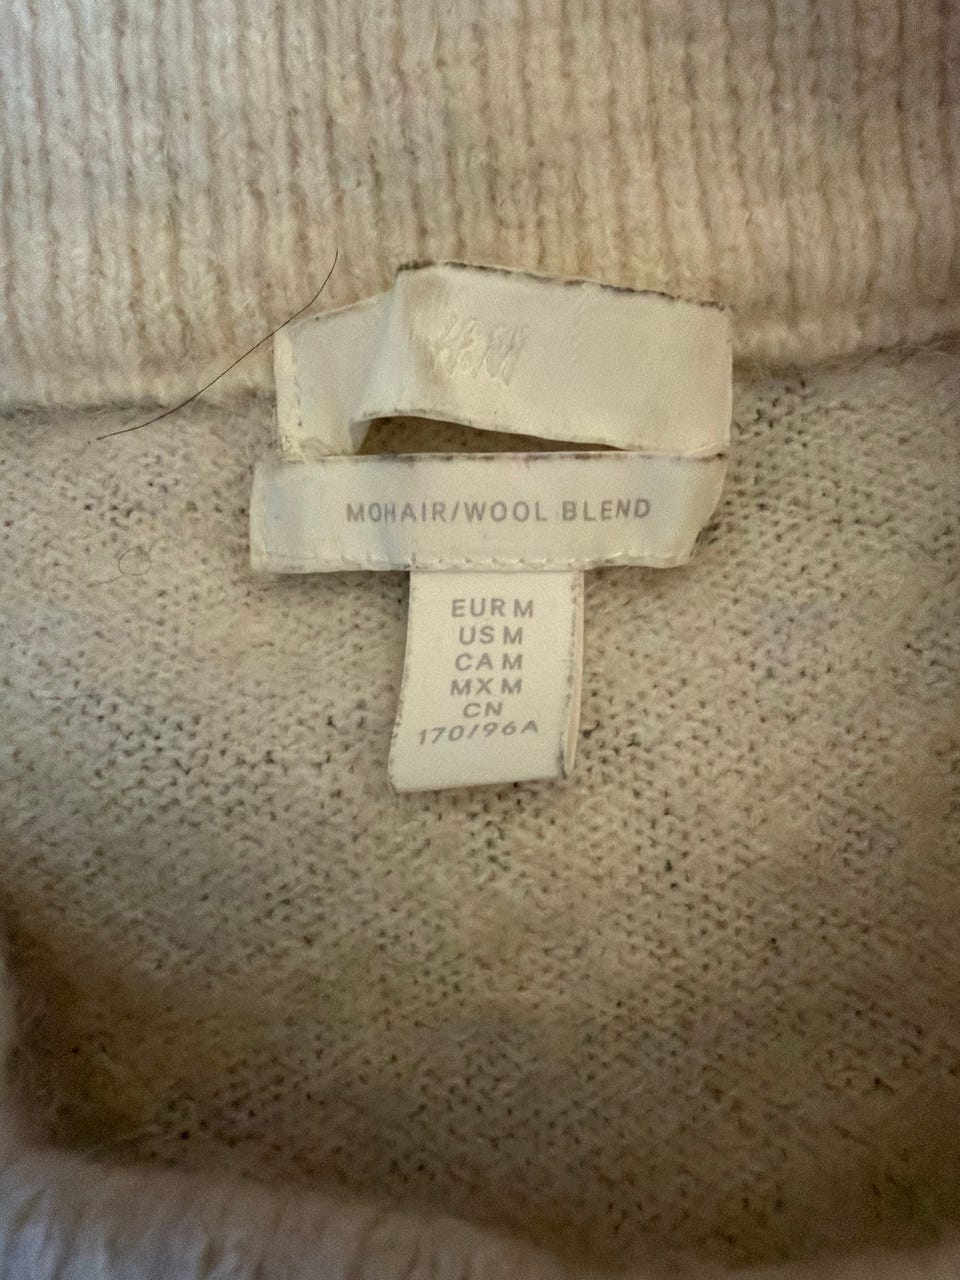 H&M
MOHAIR/WOOL BLEND
EUR M
US M
CA M
MX M
CN
170/96A